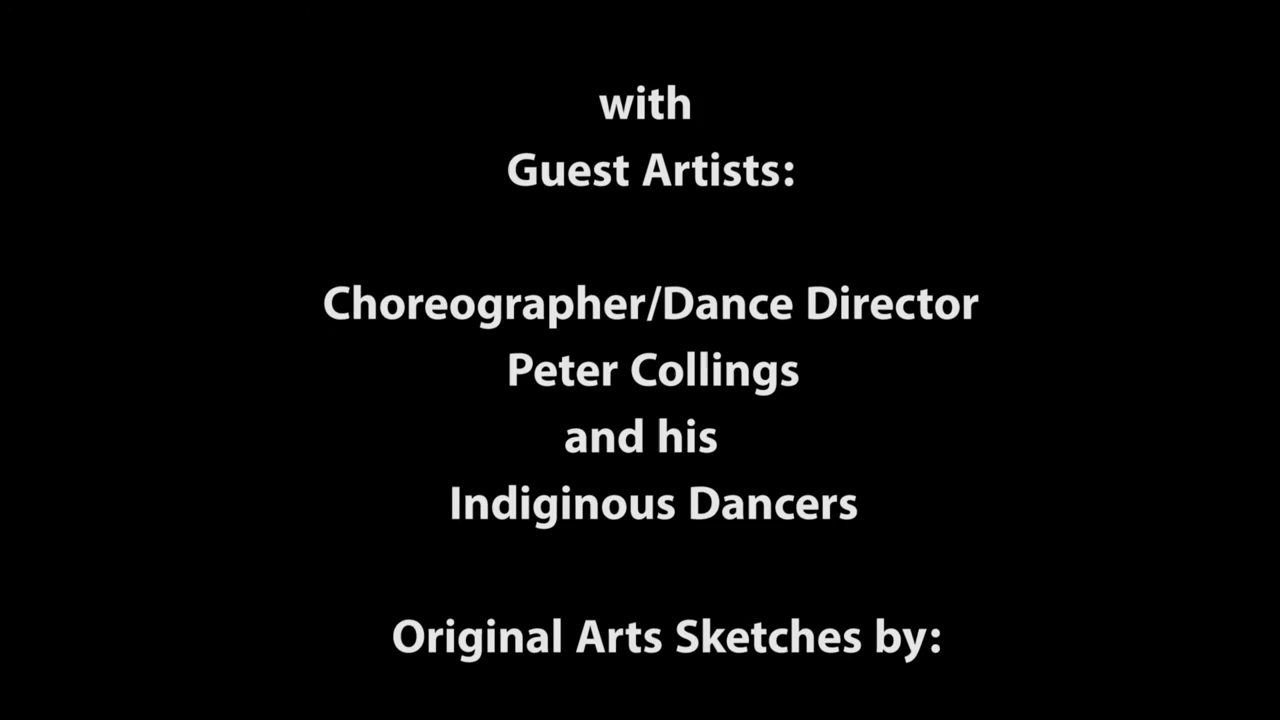 with
Guest Artists:
Choreographer/Dance Director
Peter Collings
and his
Indiginous Dancers
Original Arts Sketches by: